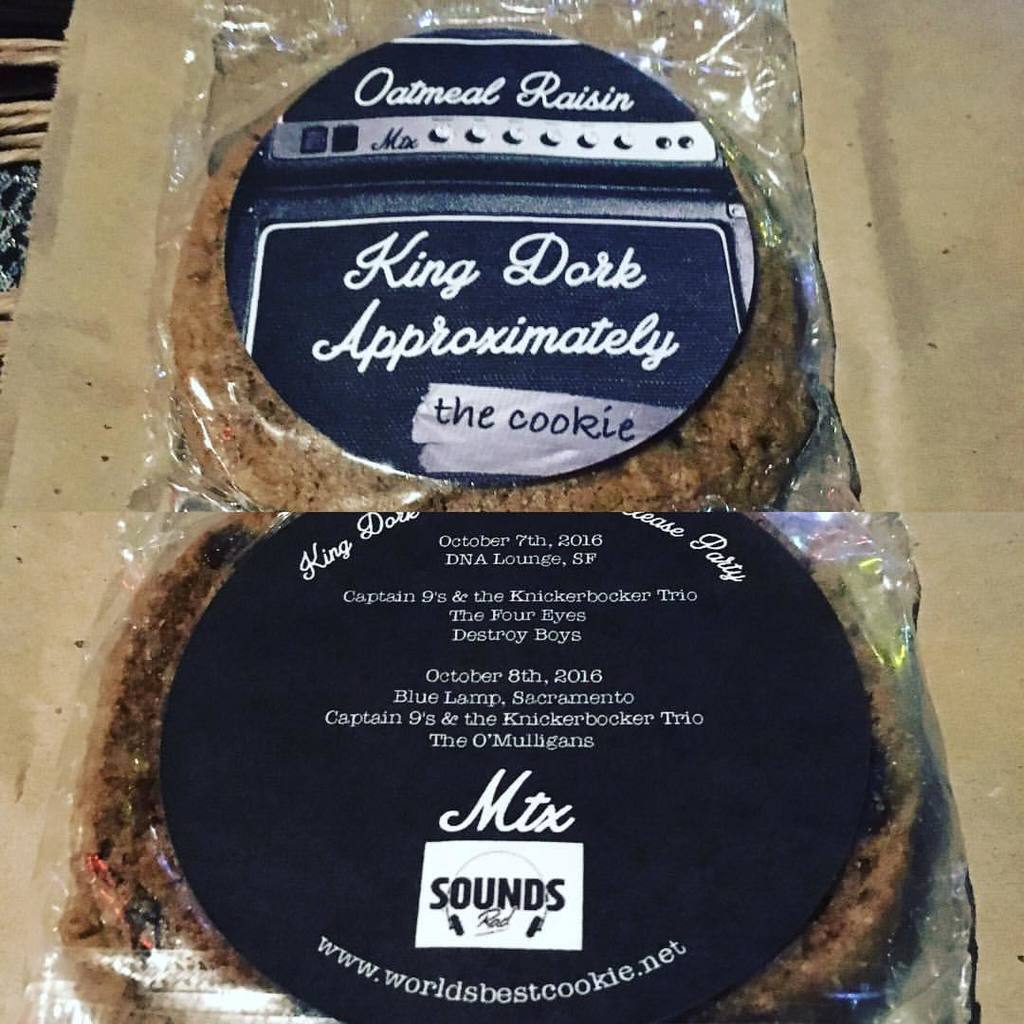 Oatmeal Raisin
Mtx
King Dork
Approximately
the cookie
King Dork
Party
October 7th, 2016
DNA Lounge, SF
Captain 9's & the Knickerbocker Trio
The Four Eyes
Destroy Boys
October 8th, 2016
Blue Lamp, Sacramento
Captain 9's & the Knickerbocker Trio
The O'Mulligans
Mtx
SOUNDS
Rad
www.worldsbestcookie.net